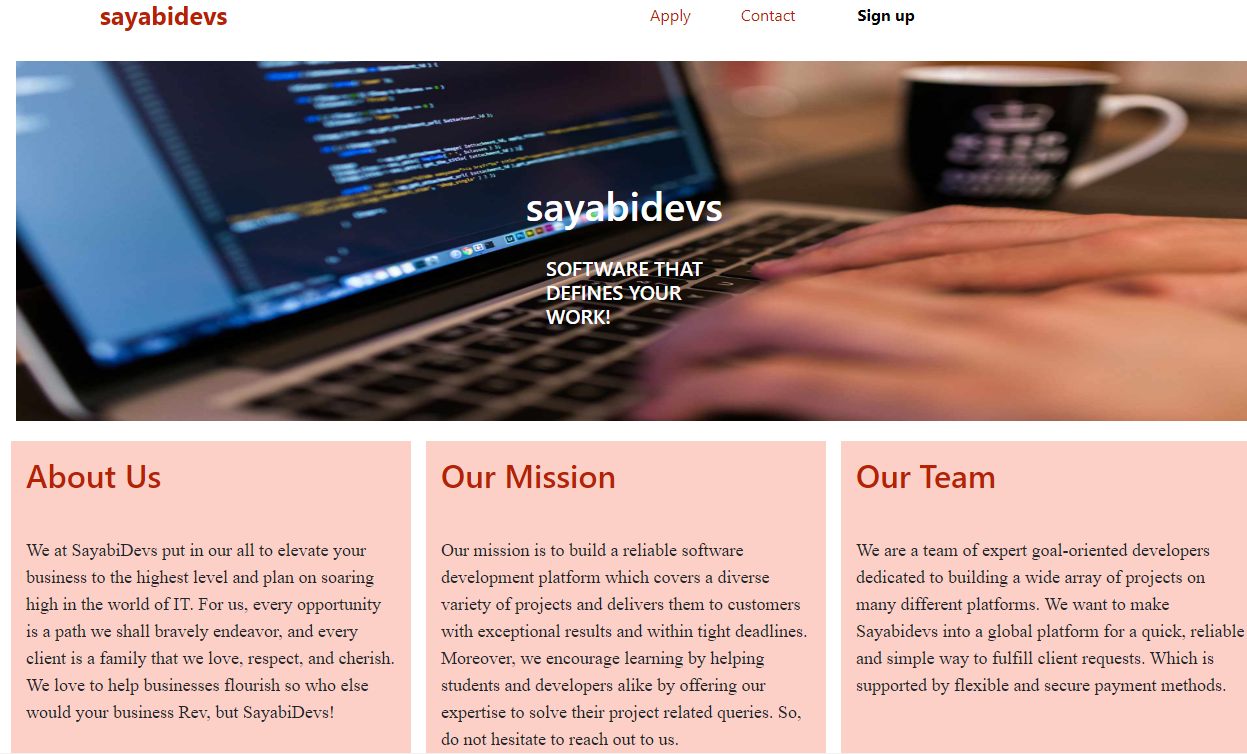 sayabidevs
Apply Contact Sign up
KEEP
CALM
sayabidevs
SOFTWARE THAT
DEFINES YOUR
WORK!
About Us
We at SayabiDevs put in our all to elevate your
business to the highest level and plan on soaring
high in the world of IT. For us, every opportunity
is a path we shall bravely endeavor, and every
client is a family that we love, respect, and cherish.
We love to help businesses flourish so who else
would your business Rev, but SayabiDevs!
Our Mission
Our mission is to build a reliable software
development platform which covers a diverse
variety of projects and delivers them to customers
with exceptional results and within tight deadlines.
Moreover, we encourage learning by helping
students and developers alike by offering our
expertise to solve their project related queries. So,
do not hesitate to reach out to us.
Our Team
We are a team of expert goal-oriented developers
dedicated to building a wide array of projects on
many different platforms. We want to make
Sayabidevs into a global platform for a quick, reliable
and simple way to fulfill client requests. Which is
supported by flexible and secure payment methods.